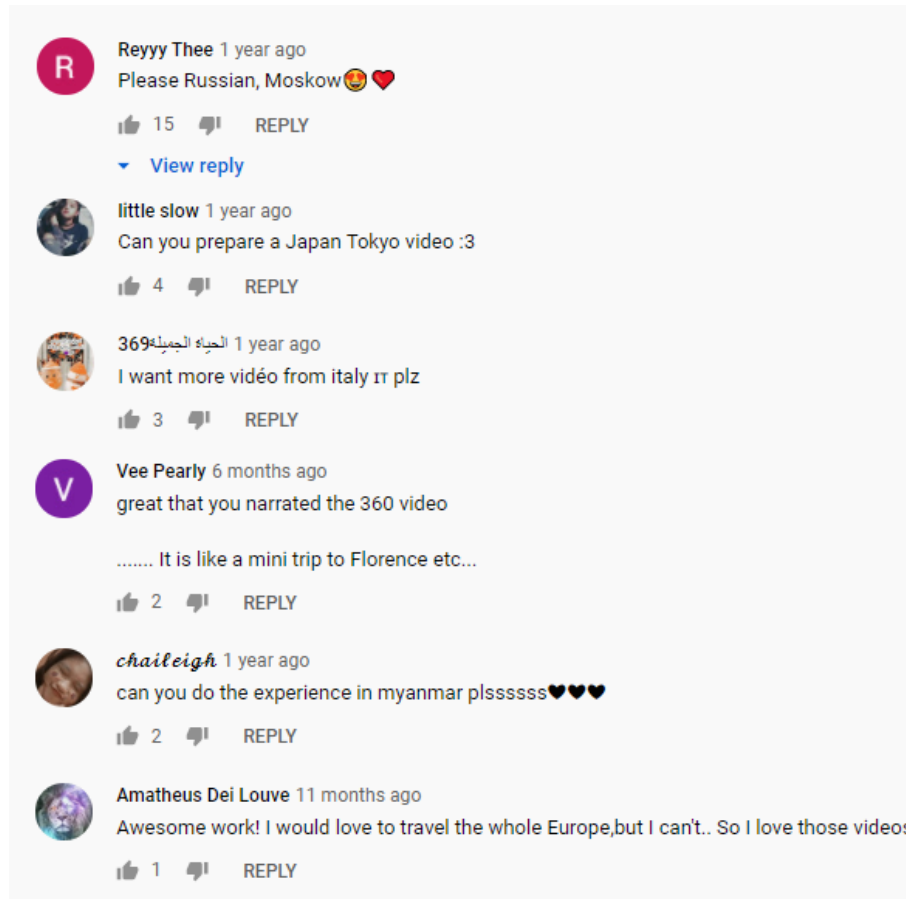 R
Reyyy Thee 1 year ago
Please Russian, Moskow😍❤️
15 REPLY
View reply
little slow 1 year ago
Can you prepare a Japan Tokyo video :3
4 REPLY
الحياة الجميلة369 1 year ago
I want more vidéo from italy ɪᴛ plz
3 REPLY
V
Vee Pearly 6 months ago
great that you narrated the 360 video
....... It is like a mini trip to Florence etc...
2 REPLY
𝓬𝓱𝓪𝓲𝓵𝓮𝓲𝓰𝓱 1 year ago
can you do the experience in myanmar plssssss🖤🖤🖤
2 REPLY
Amatheus Dei Louve 11 months ago
Awesome work! I would love to travel the whole Europe,but I can't.. So I love those videos
1 REPLY